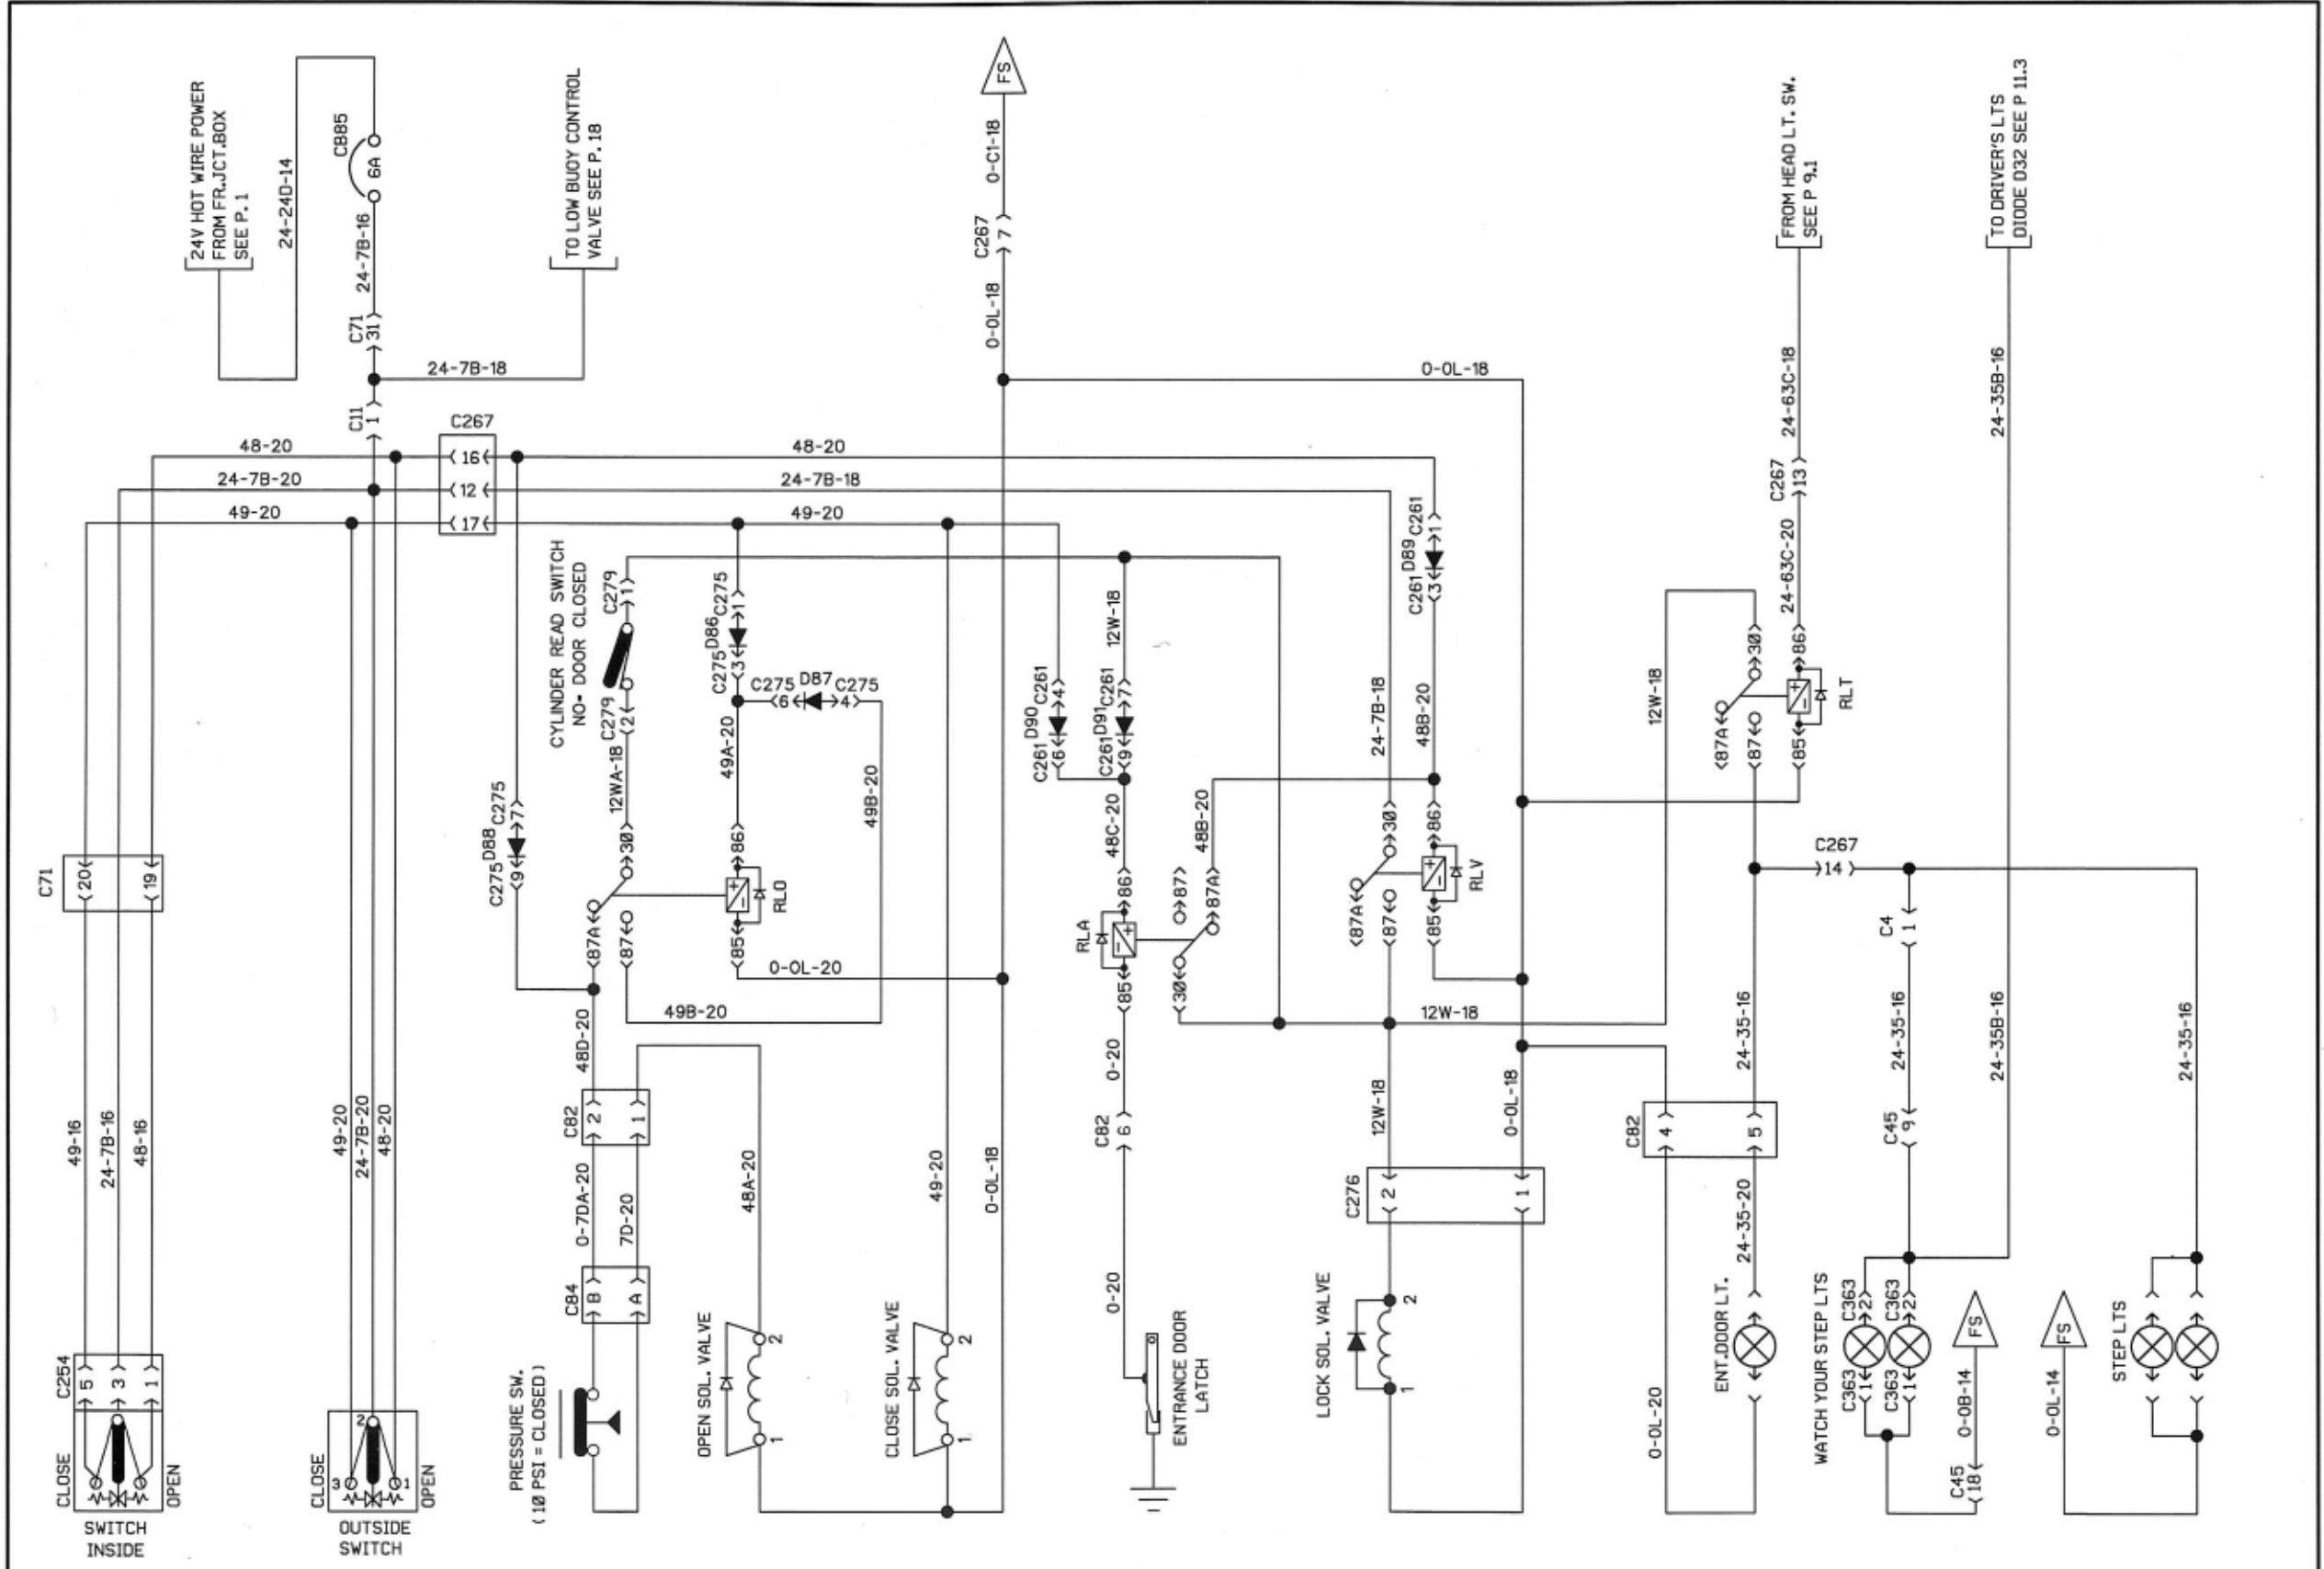 24V HOT WIRE POWER
FROM FR.JCT.BOX
SEE P. 1
24-24D-14
CB85
6A
24-7B-16
C71
31
24-7B-18
TO LOW BUOY CONTROL
VALVE SEE P. 18
C11
1
FS
0-C1-18
C267
7
0-0L-18
0-0L-18
FROM HEAD LT. SW.
SEE P 9.1
24-63C-18
C267
13
24-63C-20
TO DRIVER'S LTS
DIODE D32 SEE P 11.3
24-35B-16
C267
48-20
16
48-20
24-7B-20
12
24-7B-18
49-20
17
49-20
C71
20
19
49-16
24-7B-16
48-16
C254
5
3
1
CLOSE
OPEN
SWITCH
INSIDE
49-20
24-7B-20
48-20
CLOSE
3
2
1
OPEN
OUTSIDE
SWITCH
C275
7
D88
C275
9
CYLINDER READ SWITCH
NO- DOOR CLOSED
C279
1
C279
2
12WA-18
30
87A
87
C275
1
D86
C275
3
C275
6
D87
C275
4
49A-20
49B-20
86
85
RLO
0-0L-20
49B-20
48D-20
C82
2
1
0-7DA-20
7D-20
C84
B
A
PRESSURE SW.
( 10 PSI = CLOSED )
48A-20
OPEN SOL. VALVE
2
1
49-20
CLOSE SOL. VALVE
2
1
0-0L-18
C261
4
D90
C261
6
12W-18
C261
7
D91
C261
9
48C-20
86
RLA
85
87
87A
30
48B-20
0-20
C82
6
0-20
ENTRANCE DOOR
LATCH
C261
1
D89
C261
3
24-7B-18
48B-20
30
87A
87
86
85
RLV
12W-18
12W-18
0-0L-18
C276
2
1
LOCK SOL. VALVE
2
1
12W-18
30
87A
87
86
85
RLT
C267
14
24-35-16
C82
4
5
24-35-20
0-0L-20
ENT.DOOR LT.
C4
1
24-35-16
C45
9
24-35B-16
24-35-16
WATCH YOUR STEP LTS
C363
2
C363
1
C363
2
C363
1
FS
0-0B-14
C45
18
FS
0-0L-14
STEP LTS